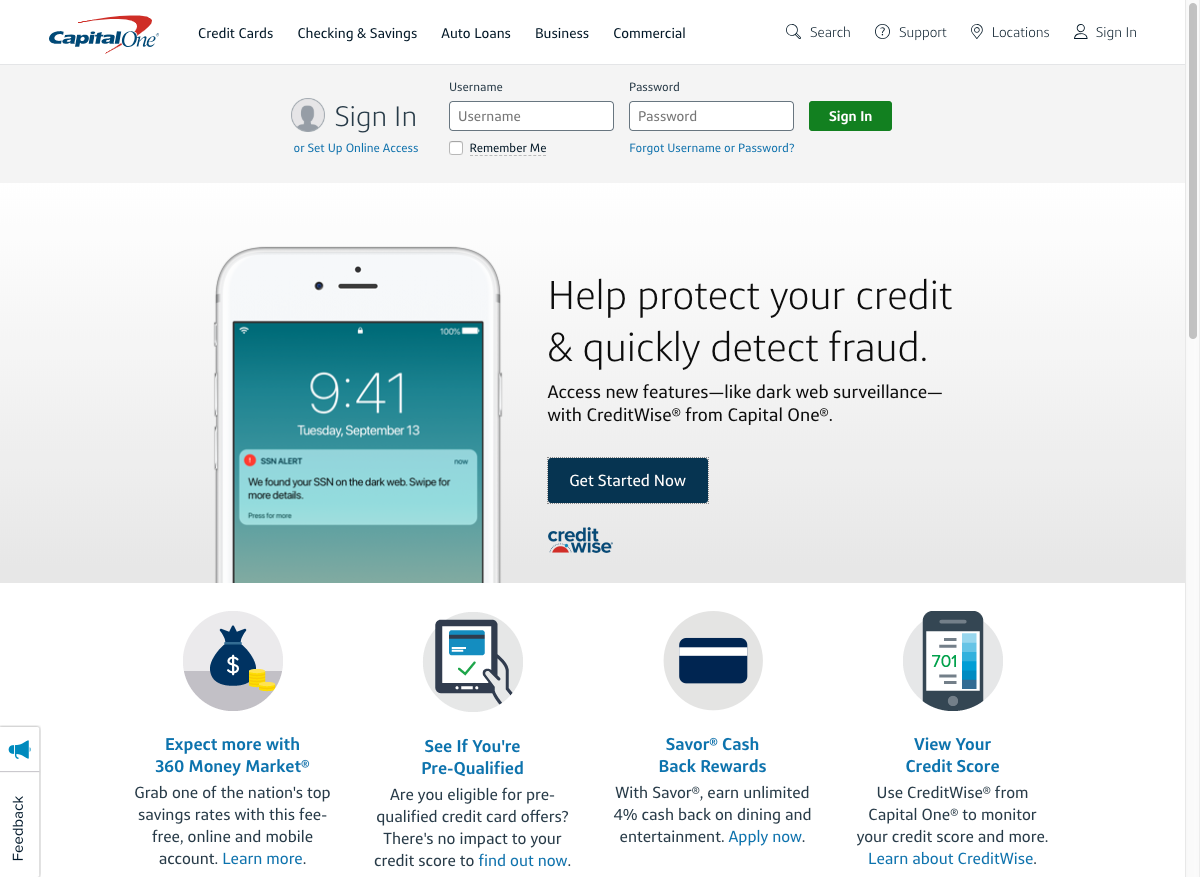 CapitalOne®
Credit Cards
Checking & Savings
Auto Loans
Business
Commercial
Search
Support
Locations
Sign In
Sign In
or Set Up Online Access
Username
Username
Remember Me
Password
Password
Forgot Username or Password?
Sign In
100%
9:41
Tuesday, September 13
! SSN ALERT now
We found your SSN on the dark web. Swipe for
more details.
Press for more
Help protect your credit
& quickly detect fraud.
Access new features—like dark web surveillance—
with CreditWise® from Capital One®.
Get Started Now
credit
wise®
$
Expect more with
360 Money Market®
Grab one of the nation's top
savings rates with this fee-
free, online and mobile
account. Learn more.
See If You're
Pre-Qualified
Are you eligible for pre-
qualified credit card offers?
There's no impact to your
credit score to find out now.
Savor® Cash
Back Rewards
With Savor®, earn unlimited
4% cash back on dining and
entertainment. Apply now.
701
View Your
Credit Score
Use CreditWise® from
Capital One® to monitor
your credit score and more.
Learn about CreditWise.
Feedback